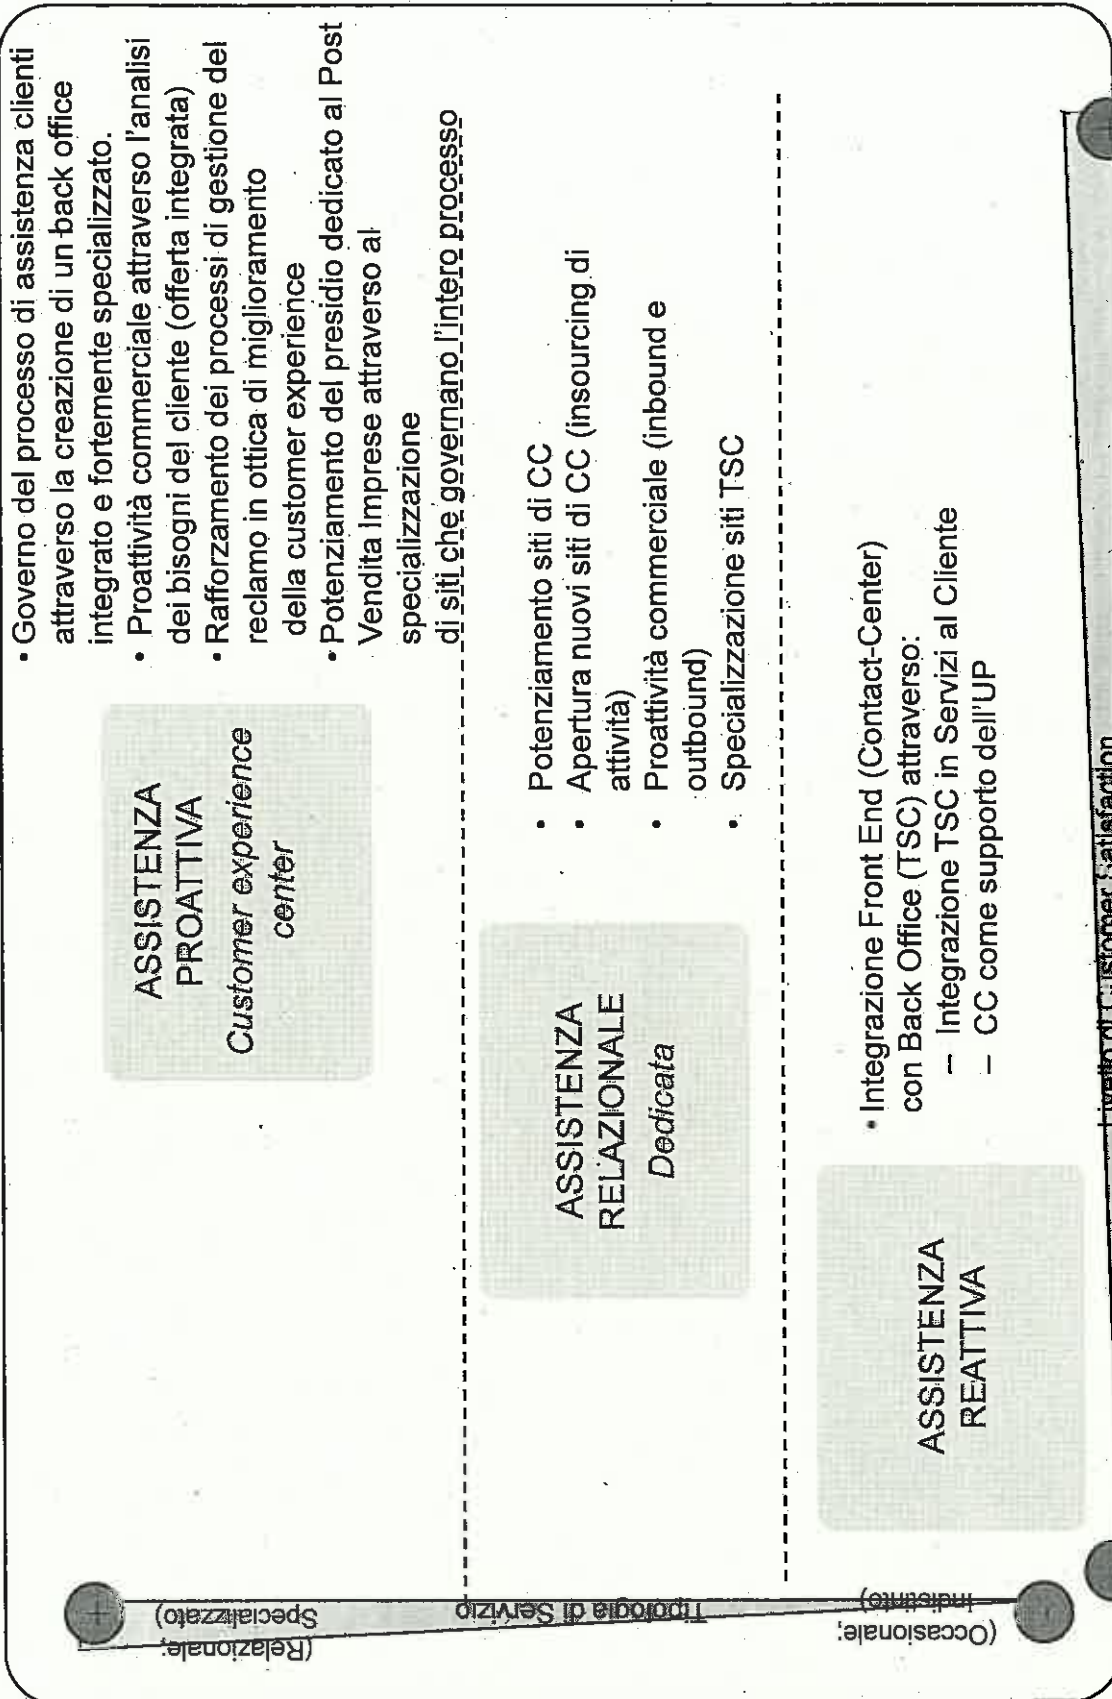 • Governo del processo di assistenza clienti
attraverso la creazione di un back office
integrato e fortemente specializzato.
• Proattività commerciale attraverso l'analisi
dei bisogni del cliente (offerta integrata)
• Rafforzamento dei processi di gestione del
reclamo in ottica di miglioramento
della customer experience
• Potenziamento del presidio dedicato al Post
Vendita Imprese attraverso al
specializzazione
di siti che governano l'intero processo
ASSISTENZA
PROATTIVA
Customer experience
center
• Potenziamento siti di CC
• Apertura nuovi siti di CC (insourcing di
attività)
• Proattività commerciale (inbound e
outbound)
• Specializzazione siti TSC
ASSISTENZA
RELAZIONALE
Dedicata
• Integrazione Front End (Contact-Center)
con Back Office (TSC) attraverso:
– Integrazione TSC in Servizi al Cliente
– CC come supporto dell'UP
ASSISTENZA
REATTIVA
(Relazionale;
Specializzato)
Tipologia di Servizio
(Occasionale;
Indistinto)
Livello di Customer Satisfaction
+